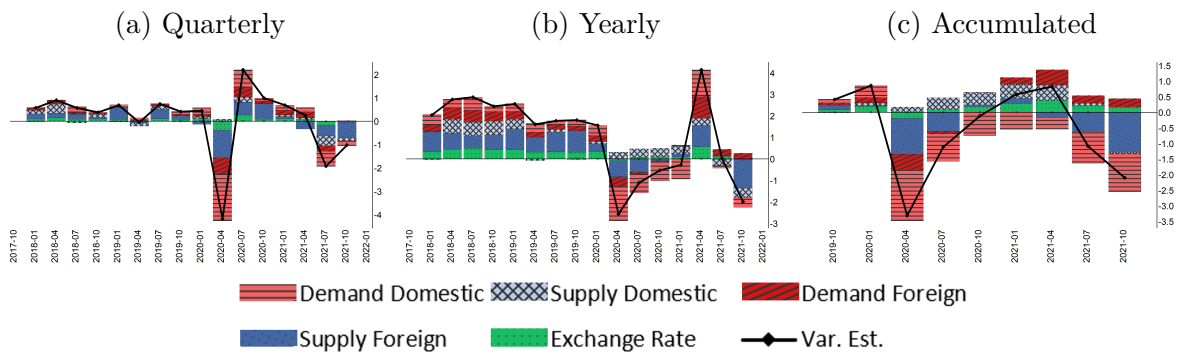 (a) Quarterly (b) Yearly (c) Accumulated
2 1 0 -1 -2 -3 -4
4 3 2 1 0 -1 -2 -3
1.5 1.0 0.5 0.0 -0.5 -1.0 -1.5 -2.0 -2.5 -3.0 -3.5
2017-10 2018-01 2018-04 2018-07 2018-10 2019-01 2019-04 2019-07 2019-10 2020-01 2020-04 2020-07 2020-10 2021-01 2021-04 2021-07 2021-10 2022-01
2017-10 2018-01 2018-04 2018-07 2018-10 2019-01 2019-04 2019-07 2019-10 2020-01 2020-04 2020-07 2020-10 2021-01 2021-04 2021-07 2021-10 2022-01
2019-10 2020-01 2020-04 2020-07 2020-10 2021-01 2021-04 2021-07 2021-10
Demand Domestic Supply Domestic Demand Foreign
Supply Foreign Exchange Rate Var. Est.